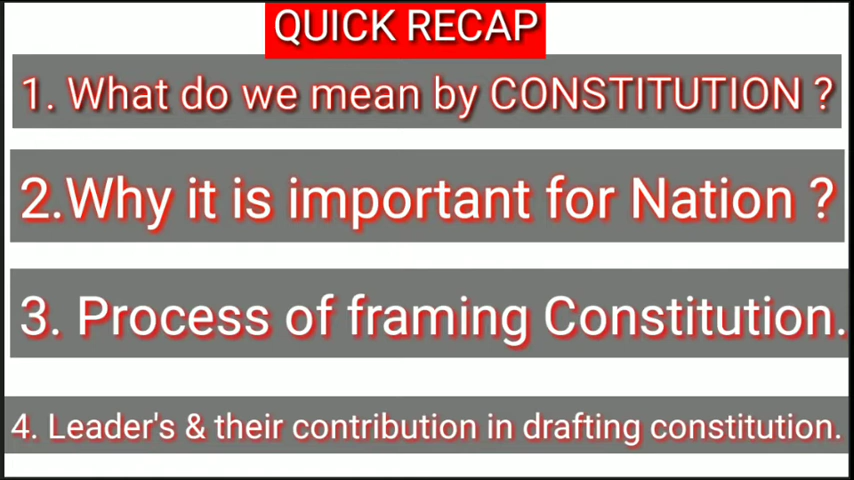 QUICK RECAP
1. What do we mean by CONSTITUTION ?
2.Why it is important for Nation ?
3. Process of framing Constitution.
4. Leader's & their contribution in drafting constitution.